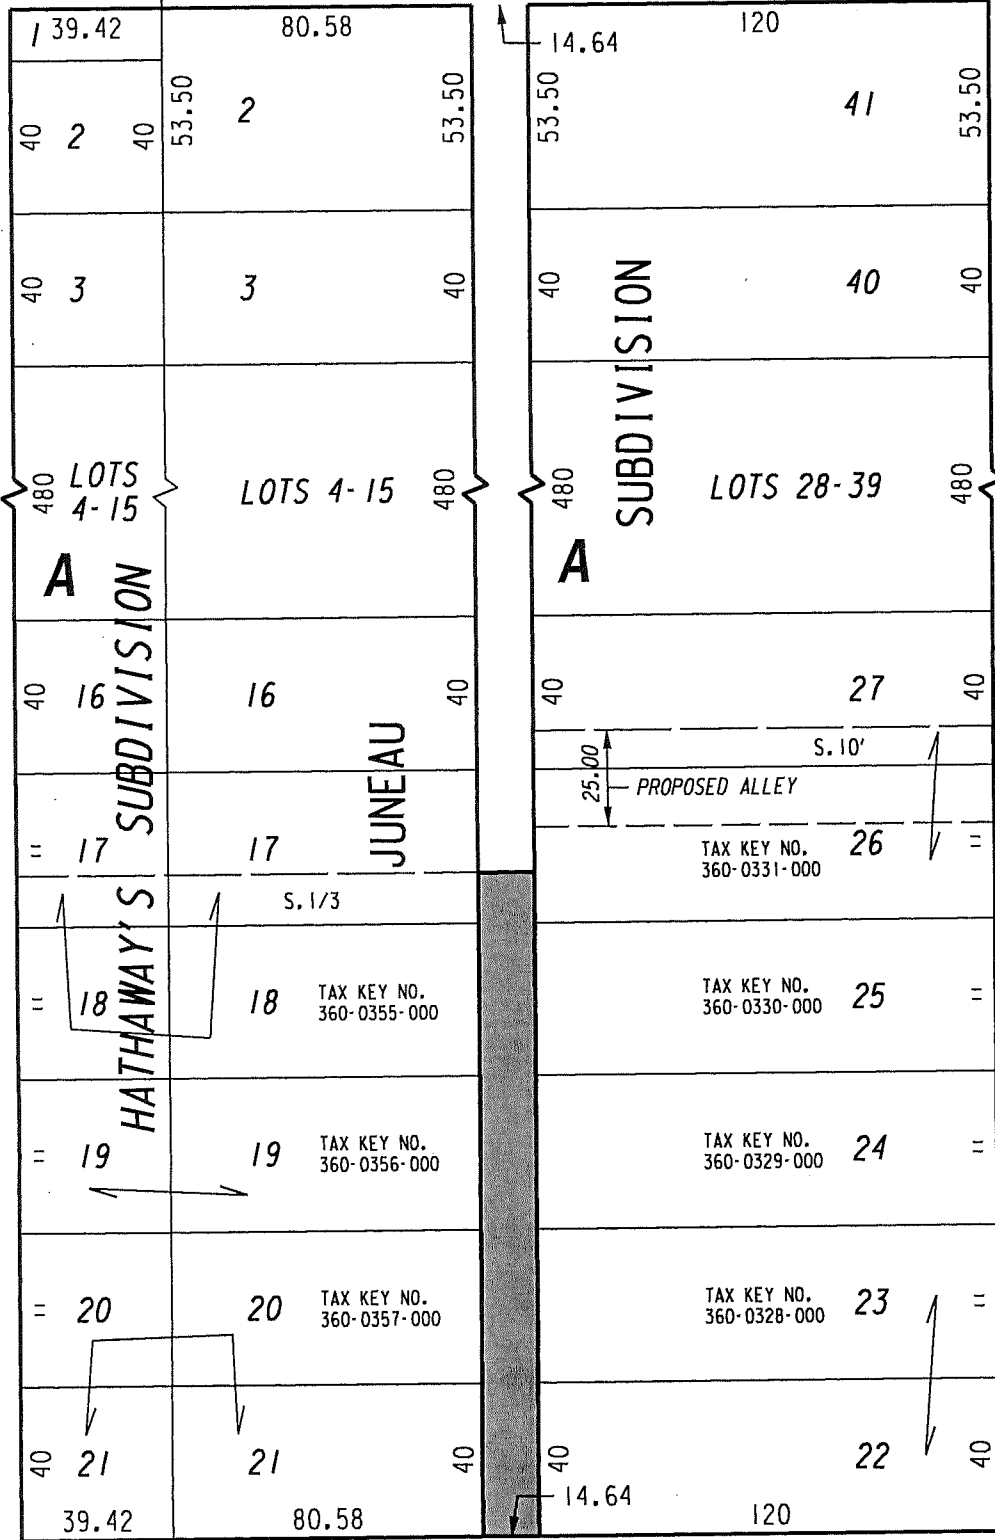 1 39.42 80.58 14.64 120
40 2 40 53.50 2 53.50 53.50 41 53.50
40 3 3 40 40 40 40
SUBDIVISION
480 LOTS
4-15
LOTS 4-15 480 480 LOTS 28-39 480
A A
HATHAWAY'S SUBDIVISION
40 16 16 40 40 27 40
JUNEAU
S. 10'
25.00 PROPOSED ALLEY
= 17 17
TAX KEY NO.
360-0331-000
26 =
S. 1/3
= 18 18
TAX KEY NO.
360-0355-000
TAX KEY NO.
360-0330-000
25 =
= 19 19
TAX KEY NO.
360-0356-000
TAX KEY NO.
360-0329-000
24 =
= 20 20
TAX KEY NO.
360-0357-000
TAX KEY NO.
360-0328-000
23 =
40 21 21 40 40 22 40
39.42 80.58 14.64 120